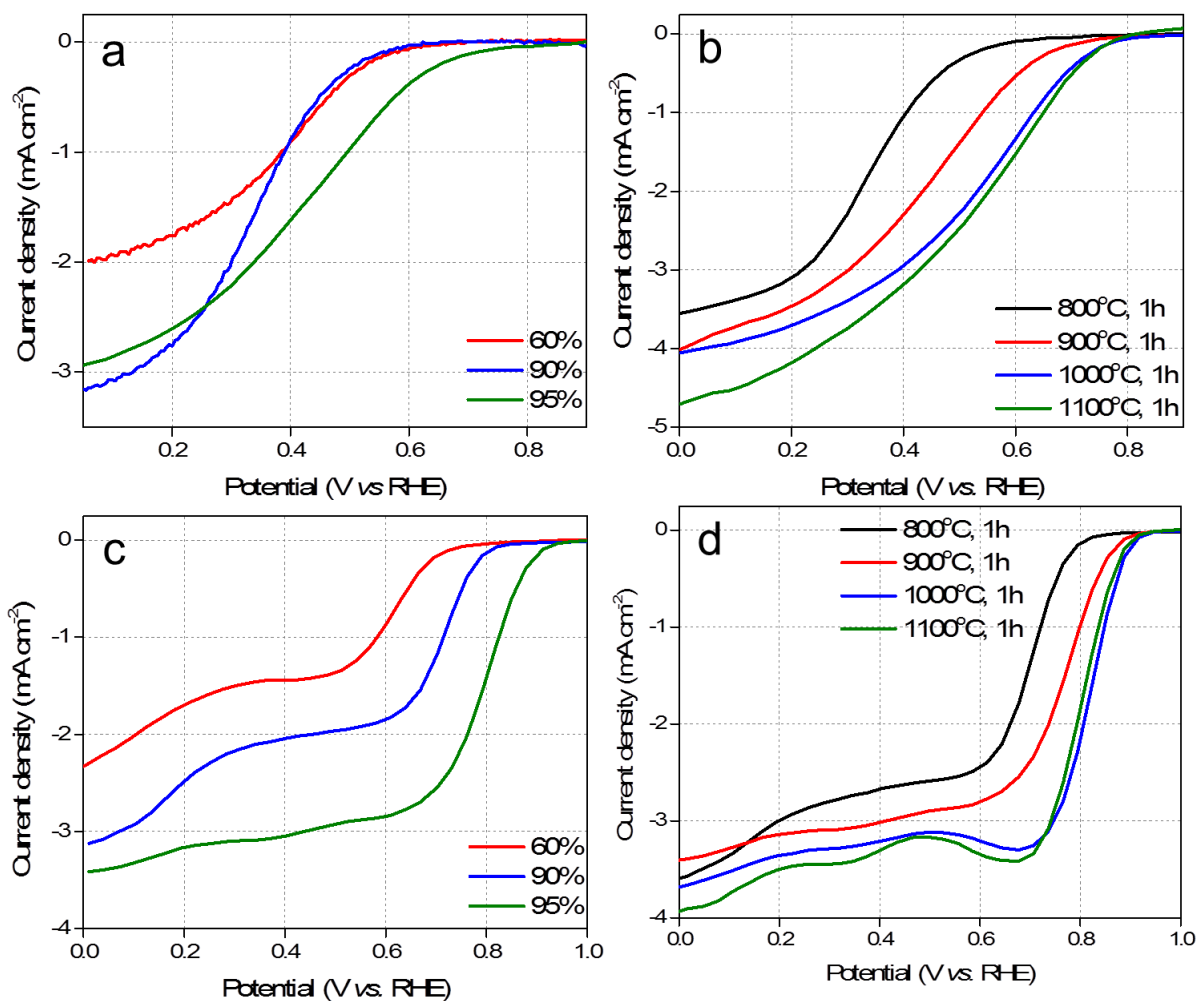 a
0
-1
-2
-3
0.2
0.4
0.6
0.8
Current density (mA cm⁻²)
Potential (V vs RHE)
60%
90%
95%
b
0
-1
-2
-3
-4
-5
0.0
0.2
0.4
0.6
0.8
Current density (mA cm⁻²)
Potental (V vs. RHE)
800°C, 1h
900°C, 1h
1000°C, 1h
1100°C, 1h
c
0
-1
-2
-3
-4
0.0
0.2
0.4
0.6
0.8
1.0
Current density (mA cm⁻²)
Potential (V vs. RHE)
60%
90%
95%
d
0
-1
-2
-3
-4
0.0
0.2
0.4
0.6
0.8
1.0
Current density (mA cm⁻²)
Potential (V vs. RHE)
800°C, 1h
900°C, 1h
1000°C, 1h
1100°C, 1h